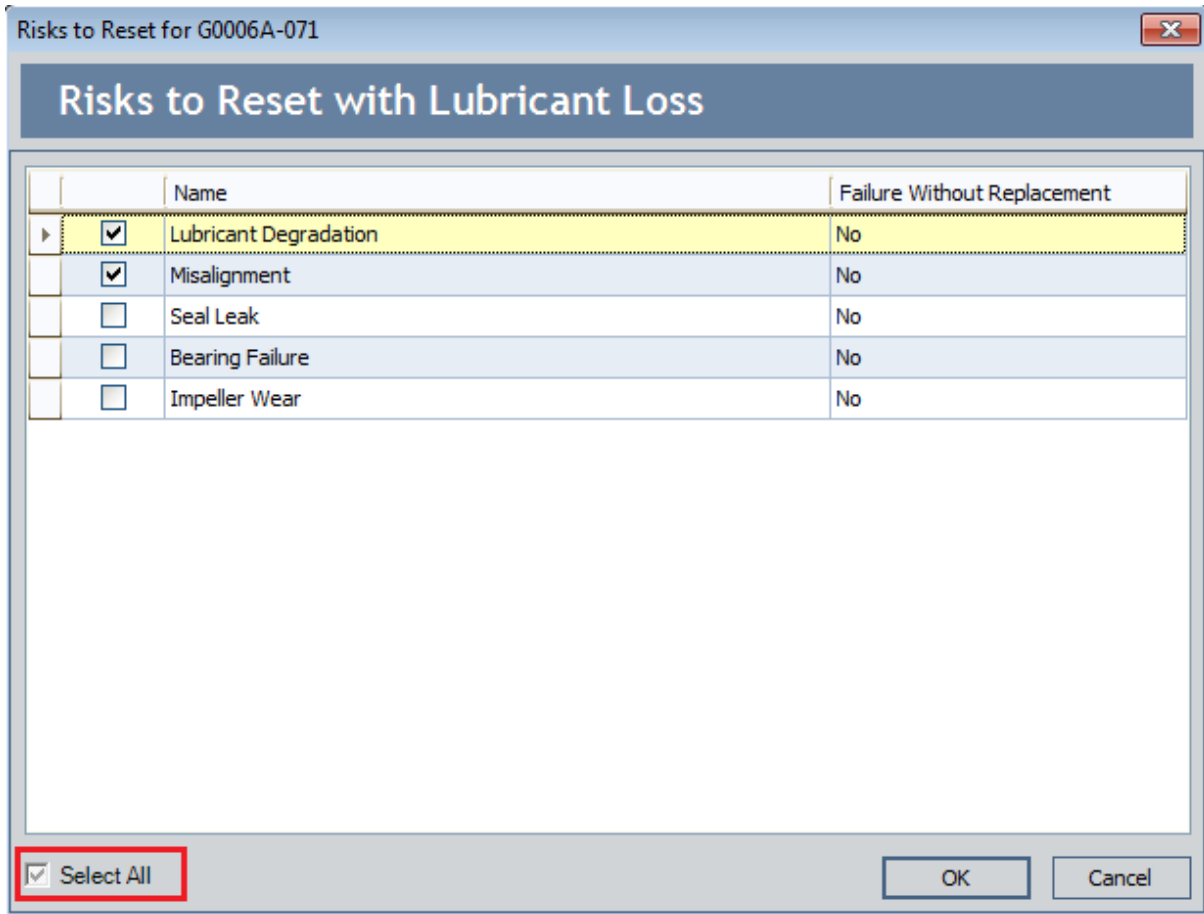 Risks to Reset for G0006A-071
Risks to Reset with Lubricant Loss
Name Failure Without Replacement
Lubricant Degradation No
Misalignment No
Seal Leak No
Bearing Failure No
Impeller Wear No
Select All OK Cancel